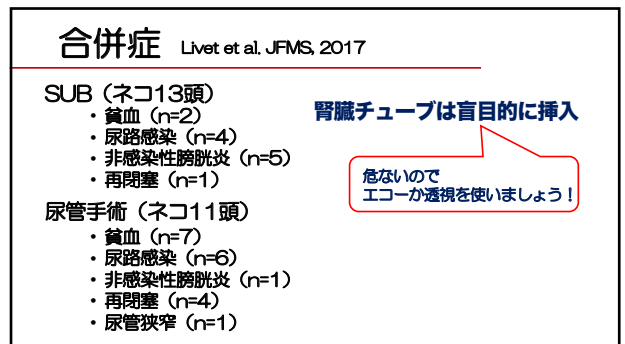 合併症 Livet et al. JFMS, 2017
SUB（ネコ13頭）
・貧血（n=2）
・尿路感染（n=4）
・非感染性膀胱炎（n=5）
・再閉塞（n=1）
腎臓チューブは盲目的に挿入
危ないので
エコーか透視を使いましょう！
尿管手術（ネコ11頭）
・貧血（n=7）
・尿路感染（n=6）
・非感染性膀胱炎（n=1）
・再閉塞（n=4）
・尿管狭窄（n=1）